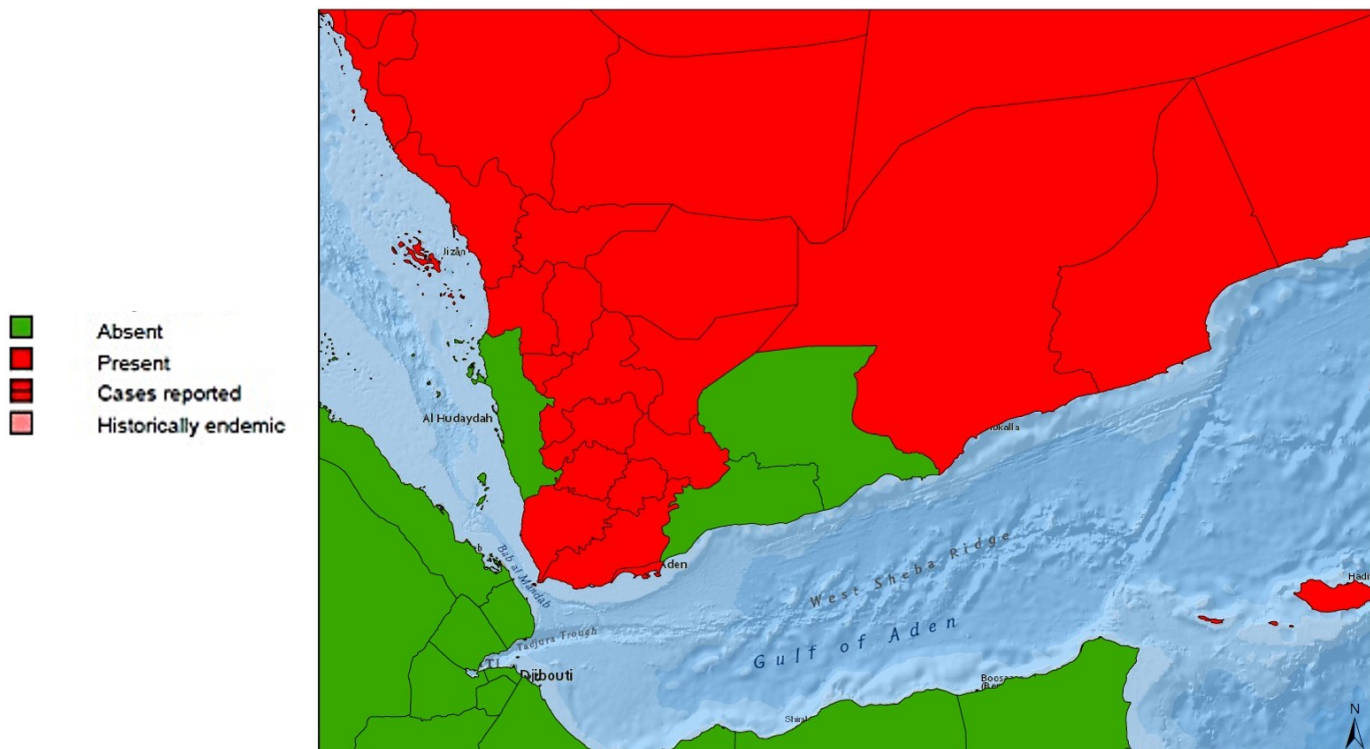 Absent
Present
Cases reported
Historically endemic
Jizān
Al Hudaydah
Bab al Mandab
Aden
West Sheba Ridge
Gulf of Aden
Tadjura Trough
Djibouti
N